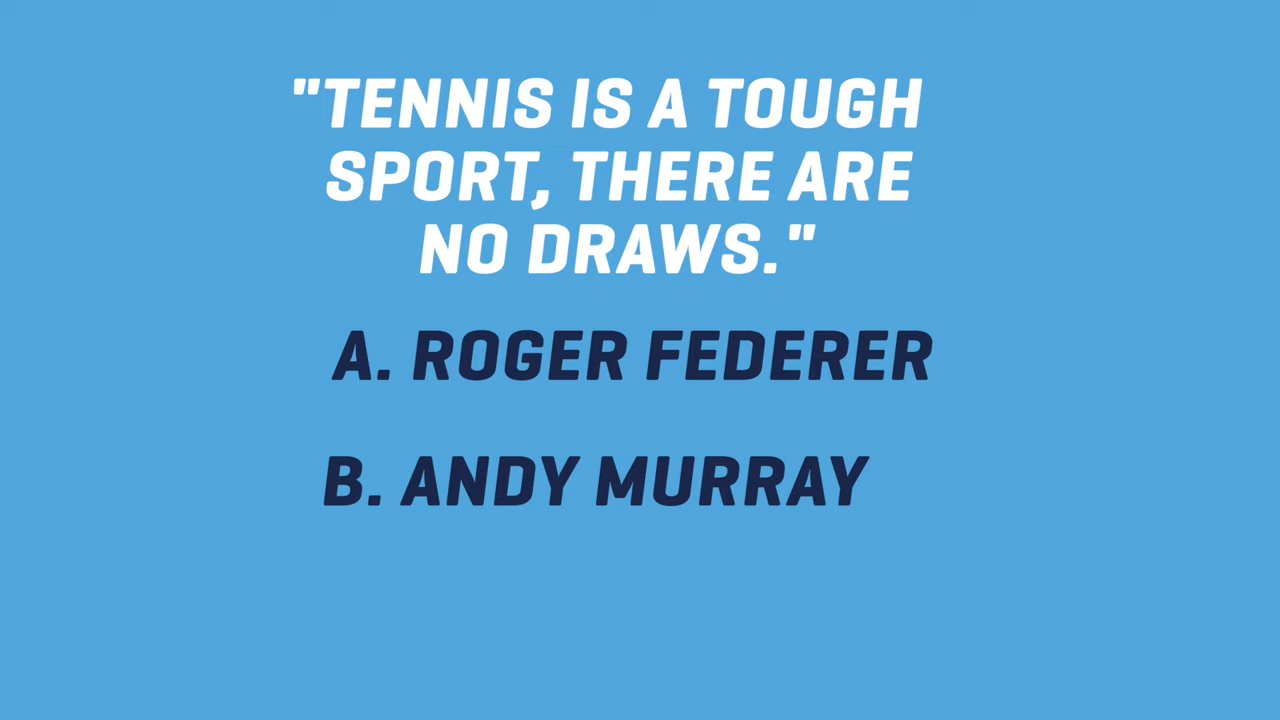 "TENNIS IS A TOUGH
SPORT, THERE ARE
NO DRAWS."
A. ROGER FEDERER
B. ANDY MURRAY